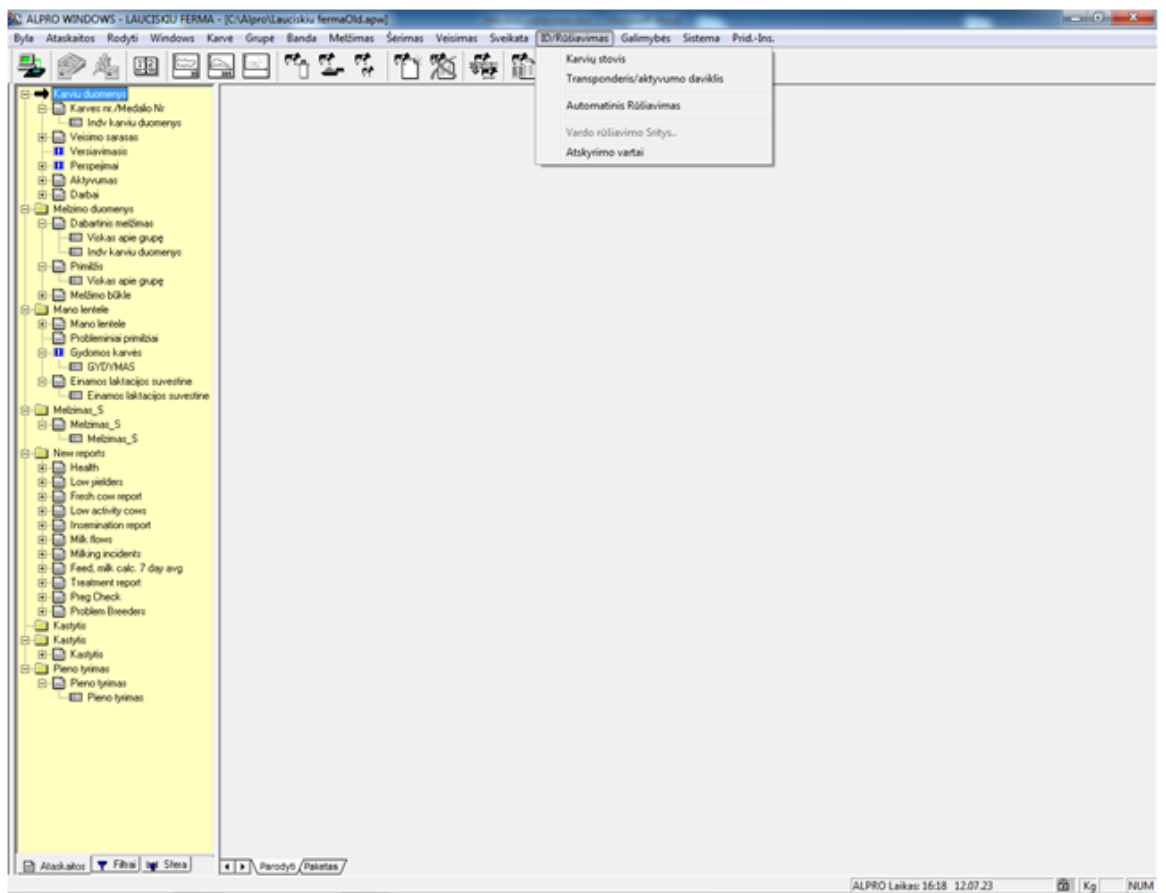 ALPRO WINDOWS - LAUCISKIU FERMA - [C:\Alpro\Lauciskiu fermaOld.apw]
Byla Ataskaitos Rodyti Windows Karvė Grupė Banda Melžimas Šėrimas Veisimas Sveikata ID/Rūšiavimas Galimybės Sistema Prid.-Ins.
Karvių stovis
Transponderis/aktyvumo daviklis
Automatinis Rūšiavimas
Vardo rūšiavimo Sritys..
Atskyrimo vartai
Karviu duomenys
Karves nr./Medalio Nr
Indv karviu duomenys
Veisimo sarasas
Versiavimasis
Perspejimai
Aktyvumas
Darbai
Melzimo duomenys
Dabartinis melžimas
Viskas apie grupę
Indv karviu duomenys
Primilžis
Viskas apie grupę
Melžimo būkle
Mano lentele
Mano lentele
Probleminiai primilziai
Gydomos karvės
GYDYMAS
Einamos laktacijos suvestine
Einamos laktacijos suvestine
Melzimas_S
Melzimas_S
Melzimas_S
New reports
Health
Low yielders
Fresh cow report
Low activity cows
Insemination report
Milk flows
Milking incidents
Feed, milk calc. 7 day avg
Treatment report
Preg Check
Problem Breeders
Kastytis
Kastytis
Kastytis
Pieno tyrimas
Pieno tyrimas
Pieno tyrimas
Ataskaitos Filtrai Sfera Parodyti Paketas
ALPRO Laikas: 16:18 12.07.23 Kg NUM